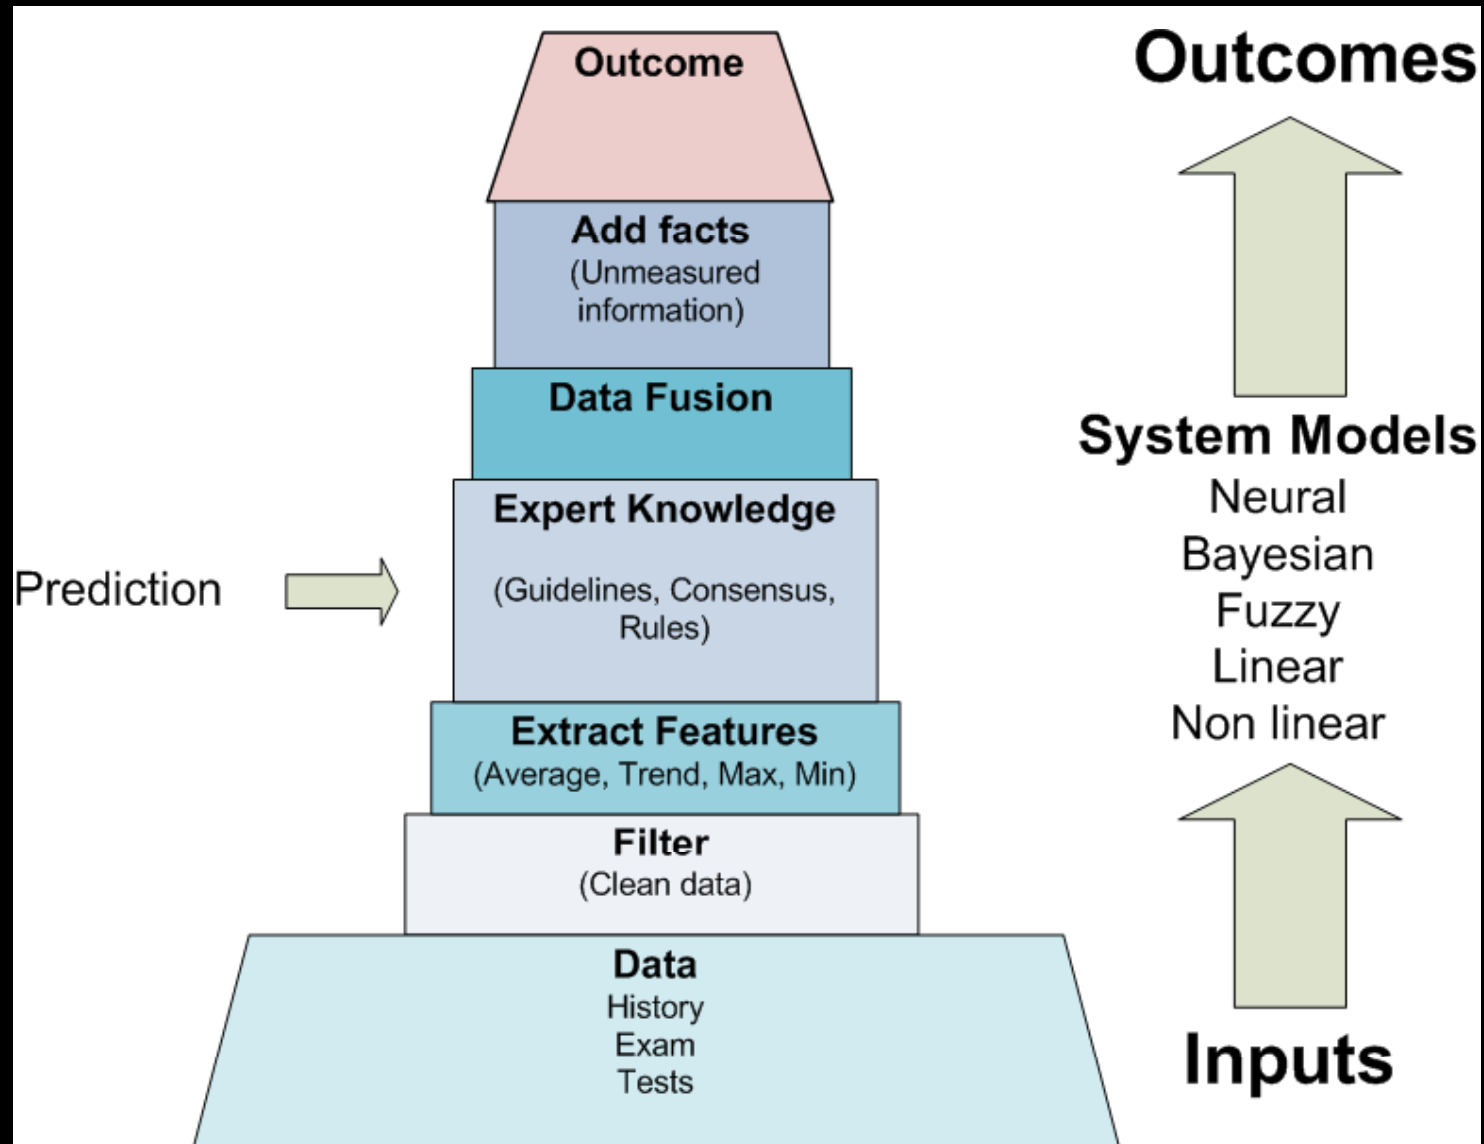 Outcome
Add facts
(Unmeasured
information)
Data Fusion
Expert Knowledge
(Guidelines, Consensus,
Rules)
Extract Features
(Average, Trend, Max, Min)
Filter
(Clean data)
Data
History
Exam
Tests
Prediction
Outcomes
System Models
Neural
Bayesian
Fuzzy
Linear
Non linear
Inputs